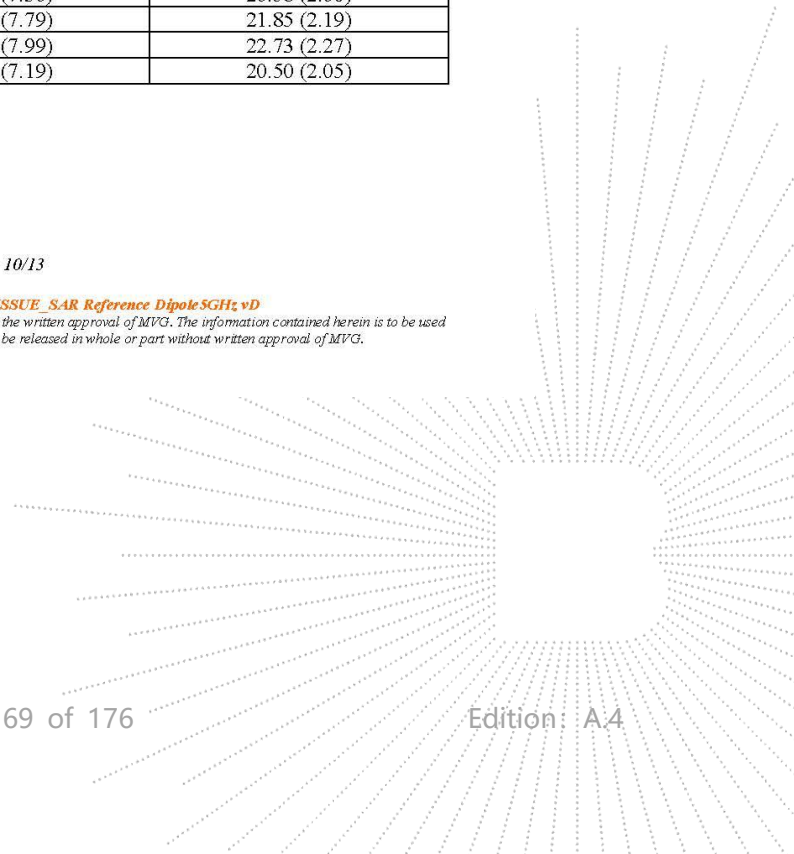 (7.79) 21.85 (2.19)
(7.99) 22.73 (2.27)
(7.19) 20.50 (2.05)
10/13
SSUE_SAR Reference Dipole5GHz vD
the written approval of MVG. The information contained herein is to be used
be released in whole or part without written approval of MVG.
69 of 176 Edition: A.4